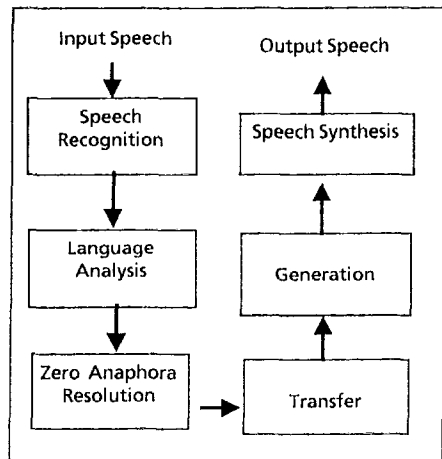 Input Speech
Speech
Recognition
Language
Analysis
Zero Anaphora
Resolution
Transfer
Generation
Speech Synthesis
Output Speech